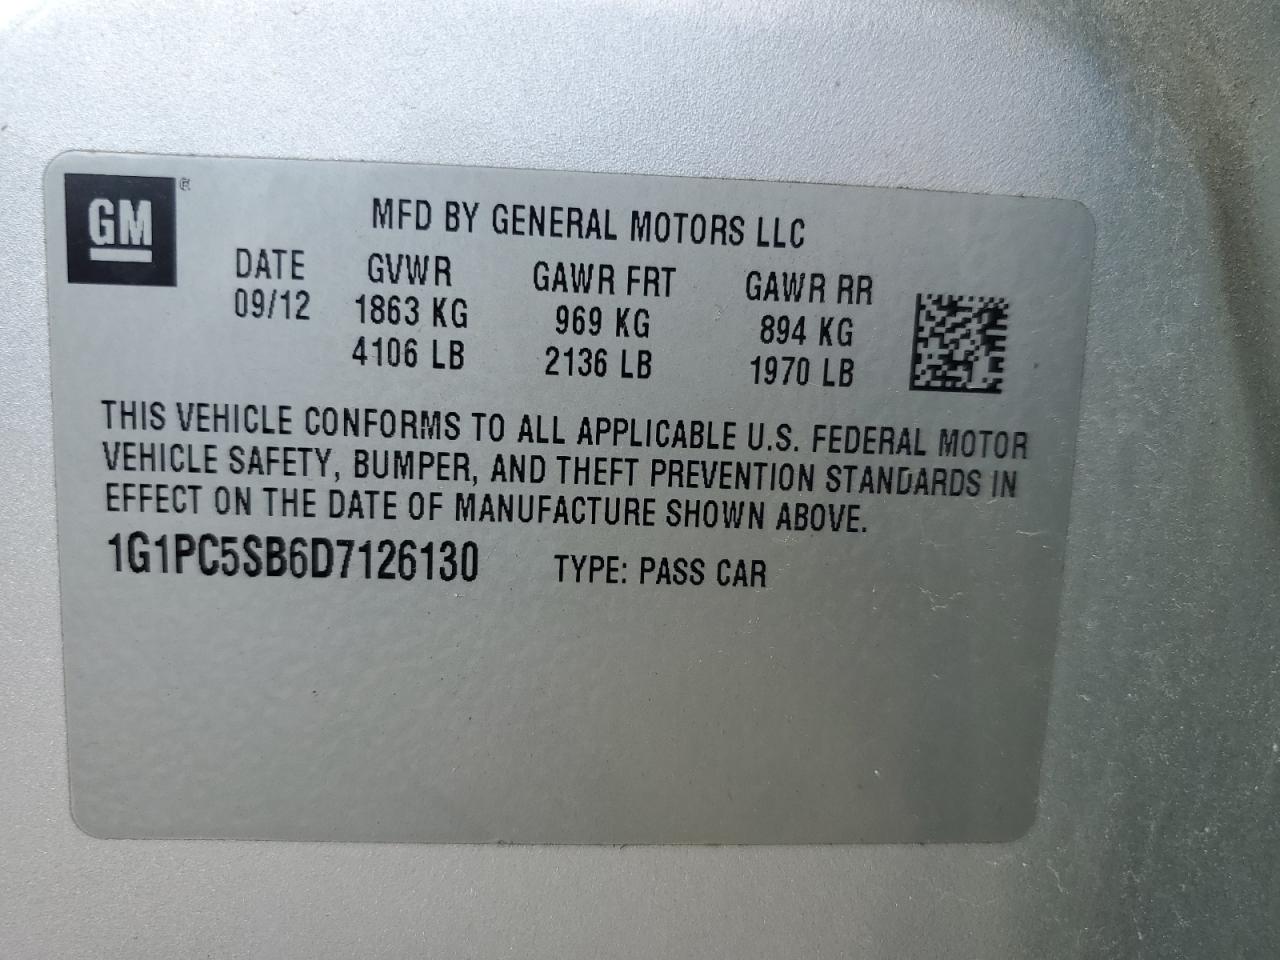 GM ®
MFD BY GENERAL MOTORS LLC
DATE GVWR GAWR FRT GAWR RR
09/12 1863 KG 969 KG 894 KG
4106 LB 2136 LB 1970 LB
THIS VEHICLE CONFORMS TO ALL APPLICABLE U.S. FEDERAL MOTOR
VEHICLE SAFETY, BUMPER, AND THEFT PREVENTION STANDARDS IN
EFFECT ON THE DATE OF MANUFACTURE SHOWN ABOVE.
1G1PC5SB6D7126130 TYPE: PASS CAR